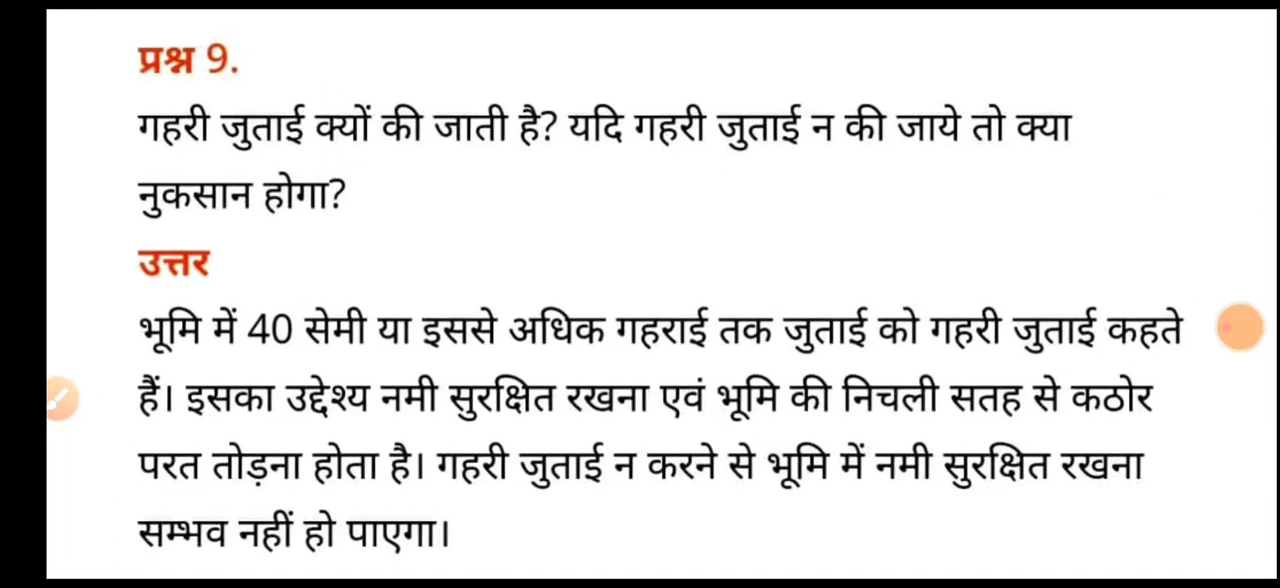 प्रश्न 9.
गहरी जुताई क्यों की जाती है? यदि गहरी जुताई न की जाये तो क्या
नुकसान होगा?
उत्तर
भूमि में 40 सेमी या इससे अधिक गहराई तक जुताई को गहरी जुताई कहते
हैं। इसका उद्देश्य नमी सुरक्षित रखना एवं भूमि की निचली सतह से कठोर
परत तोड़ना होता है। गहरी जुताई न करने से भूमि में नमी सुरक्षित रखना
सम्भव नहीं हो पाएगा।